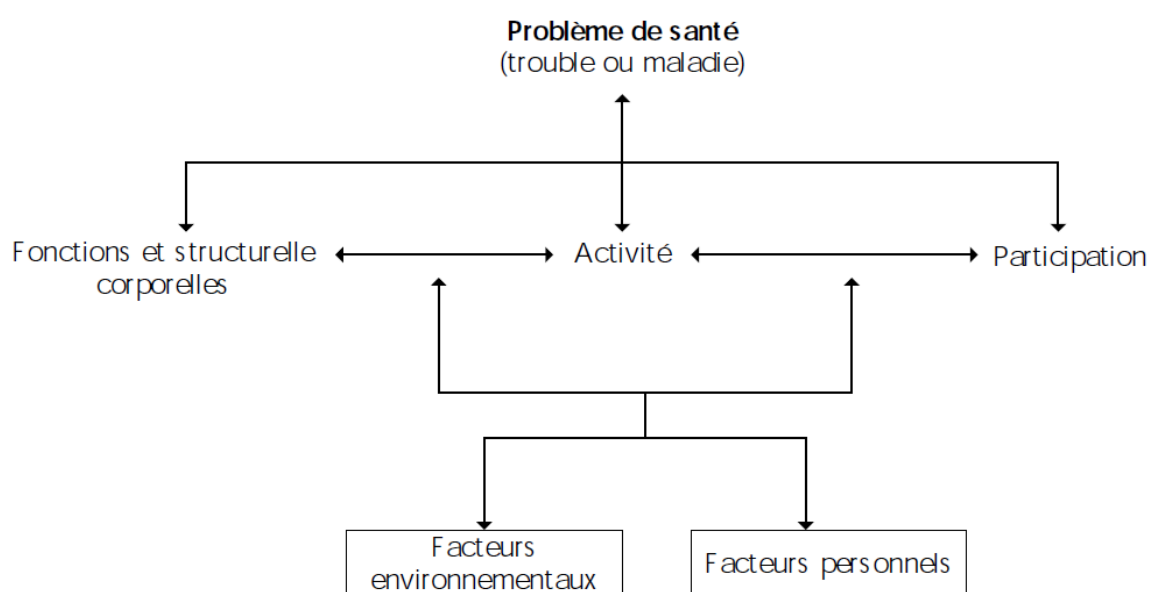 Problème de santé
(trouble ou maladie)
Fonctions et structurelle
corporelles
Activité
Participation
Facteurs
environnementaux
Facteurs personnels